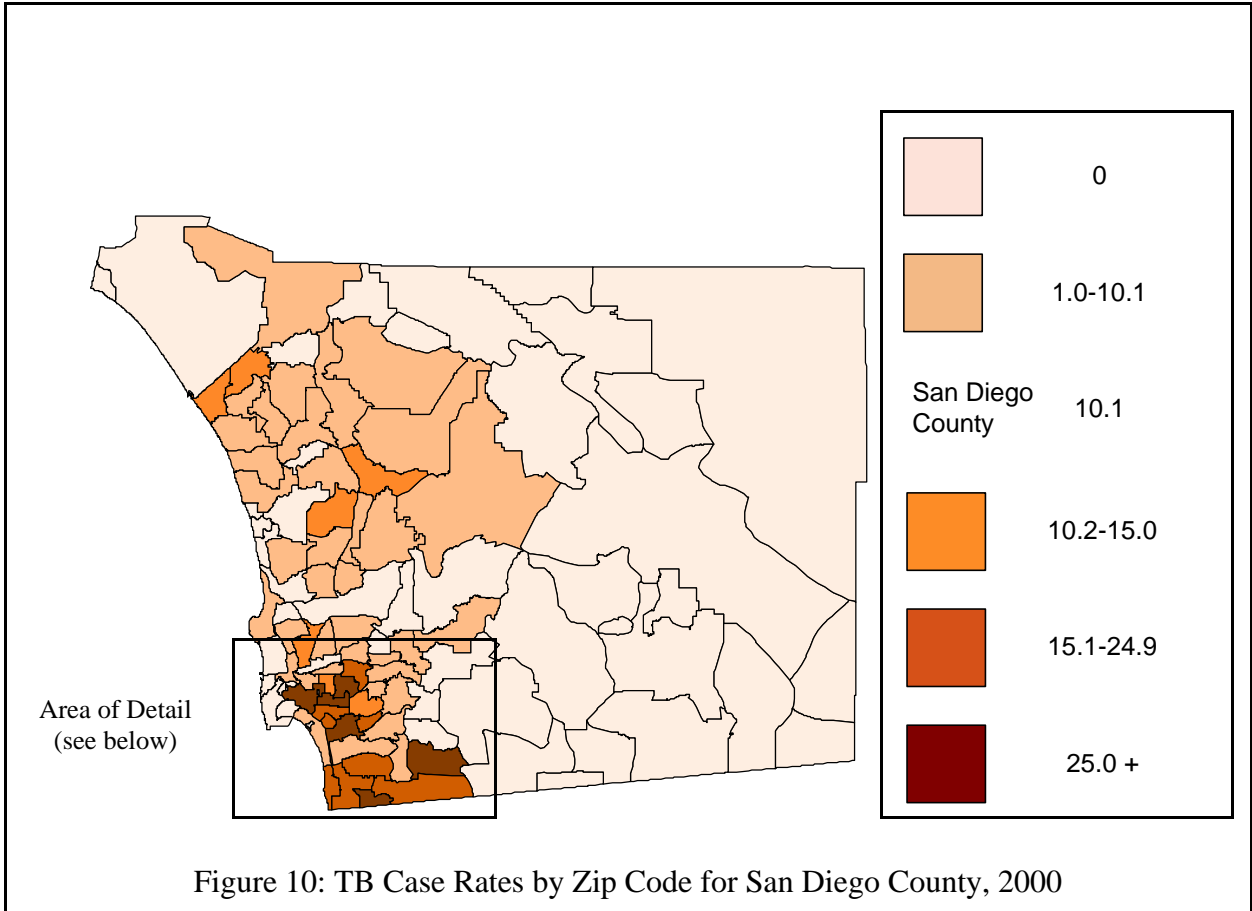 0
1.0-10.1
San Diego
County
10.1
10.2-15.0
15.1-24.9
25.0 +
Area of Detail
(see below)
Figure 10: TB Case Rates by Zip Code for San Diego County, 2000